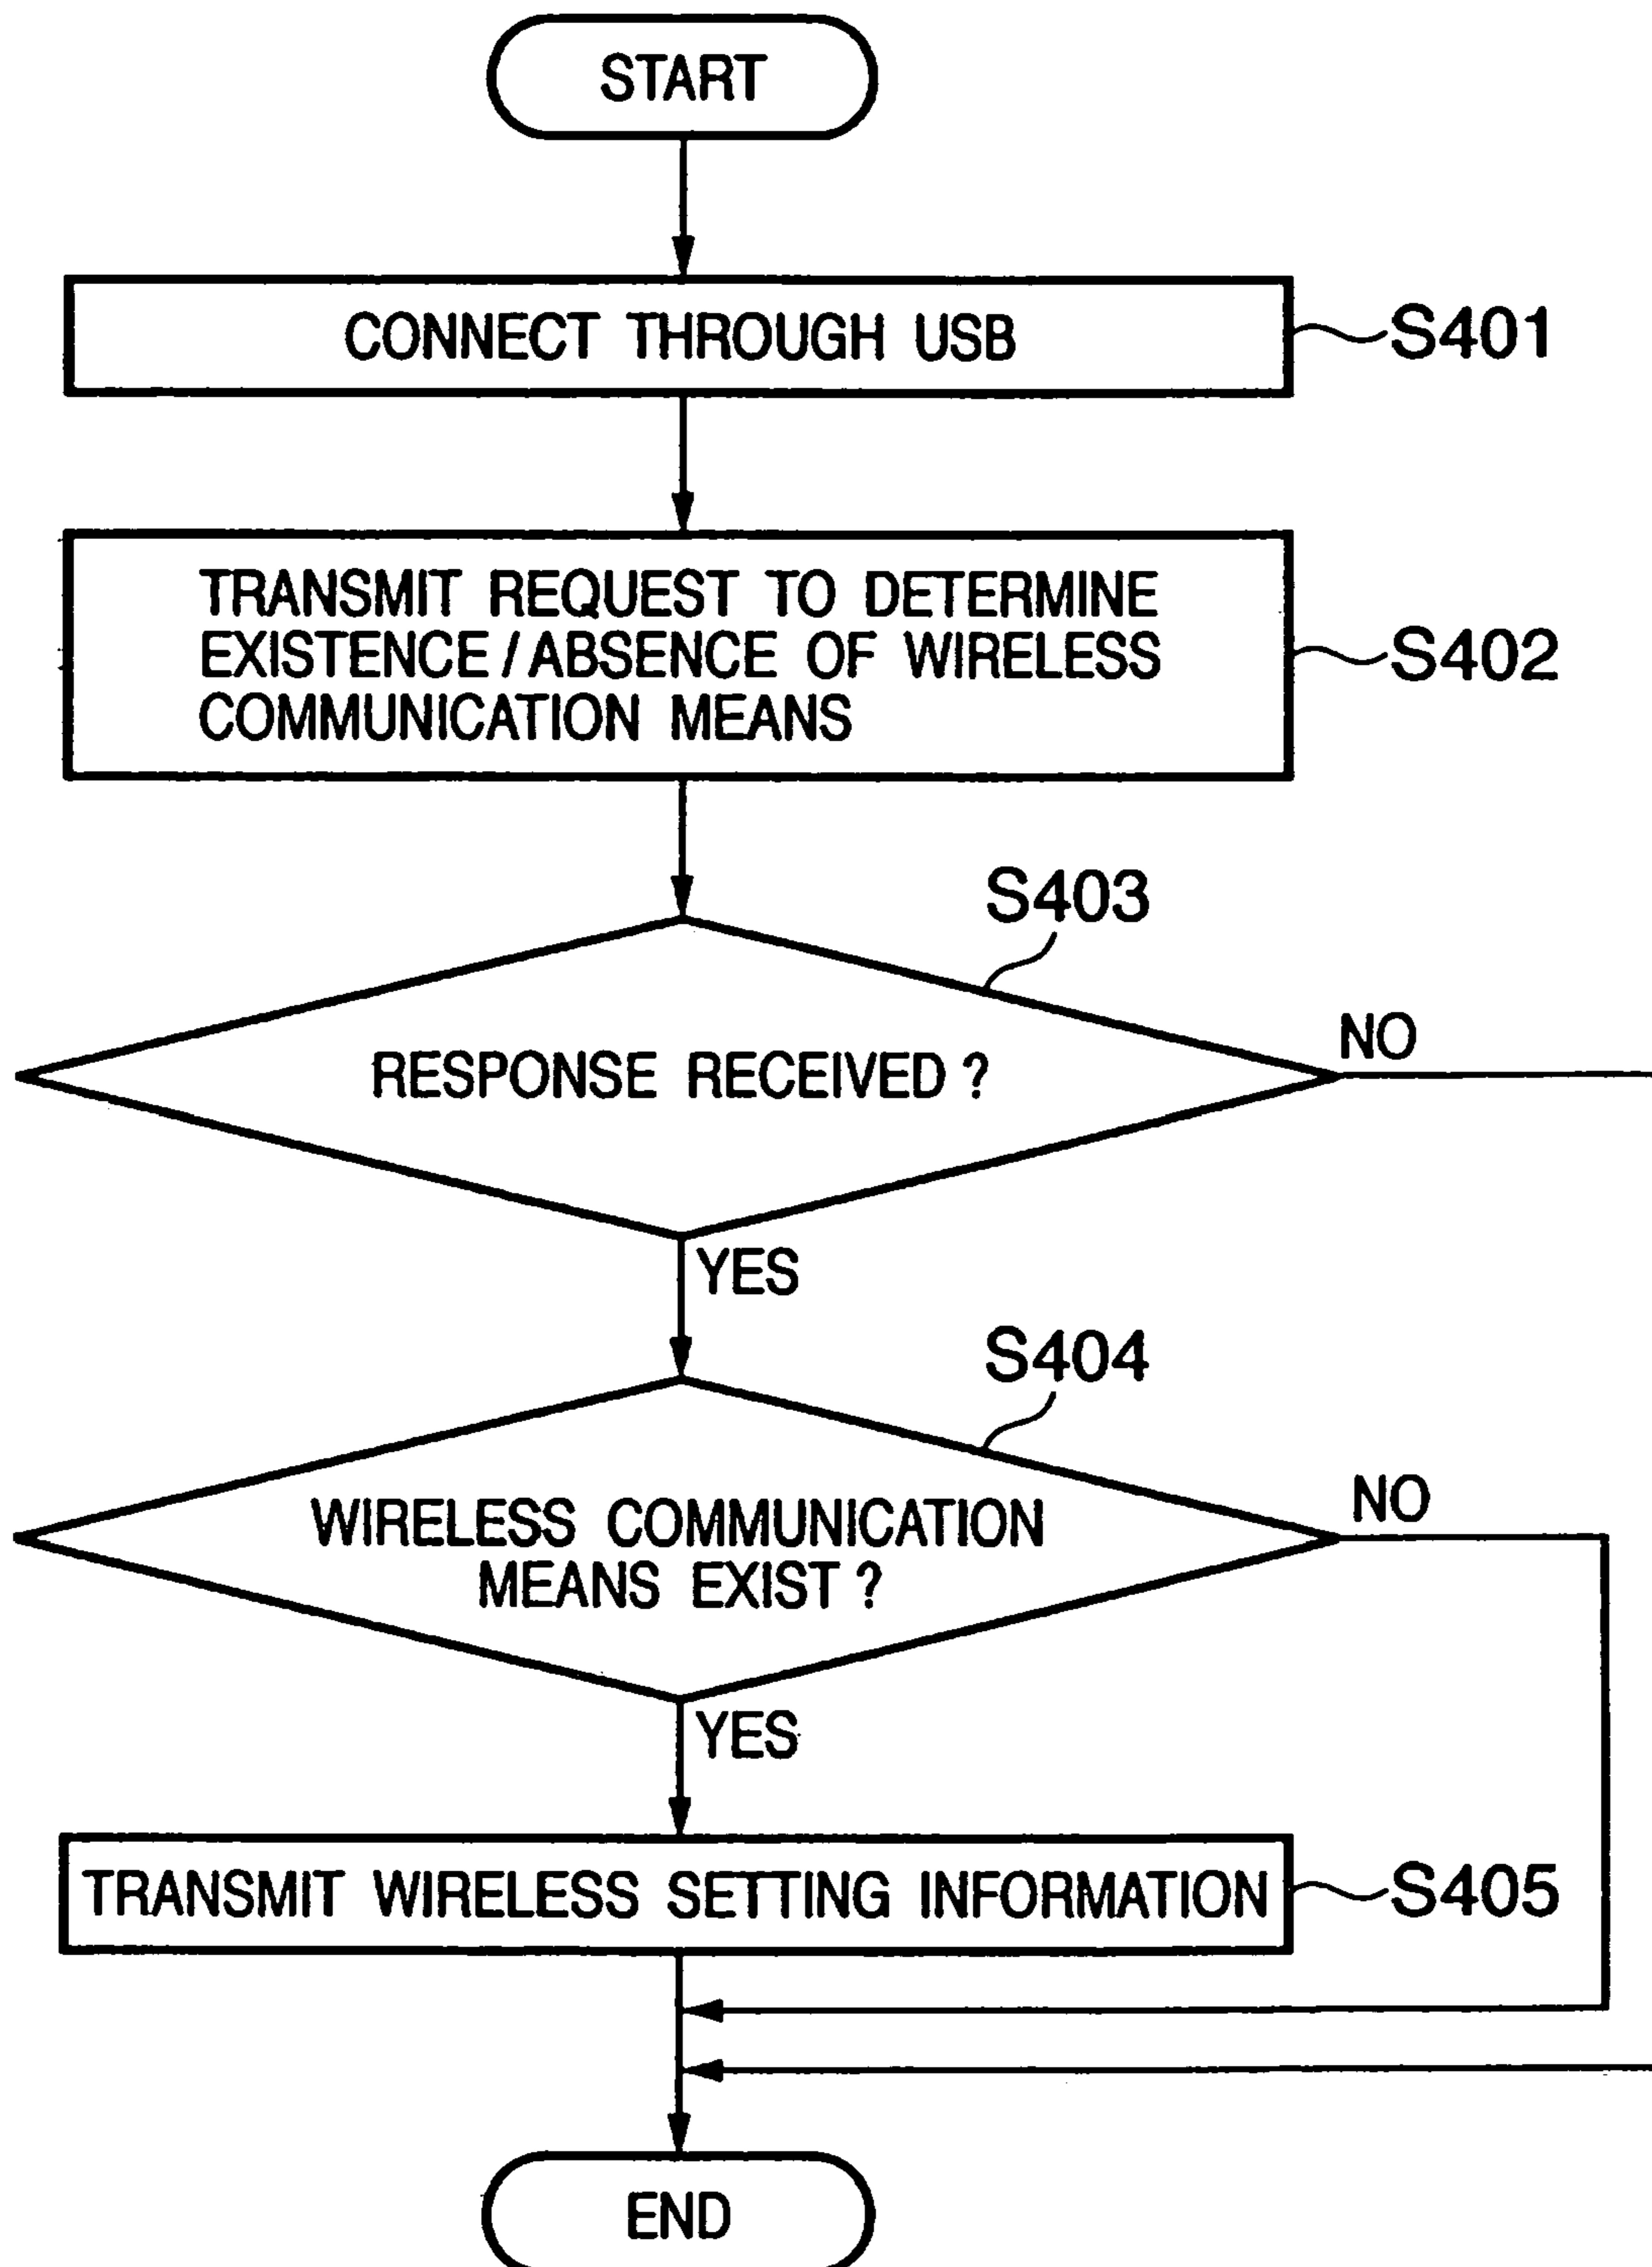 START
CONNECT THROUGH USB
S401
TRANSMIT REQUEST TO DETERMINE
EXISTENCE/ABSENCE OF WIRELESS
COMMUNICATION MEANS
S402
S403
RESPONSE RECEIVED?
NO
YES
S404
WIRELESS COMMUNICATION
MEANS EXIST?
NO
YES
TRANSMIT WIRELESS SETTING INFORMATION
S405
END